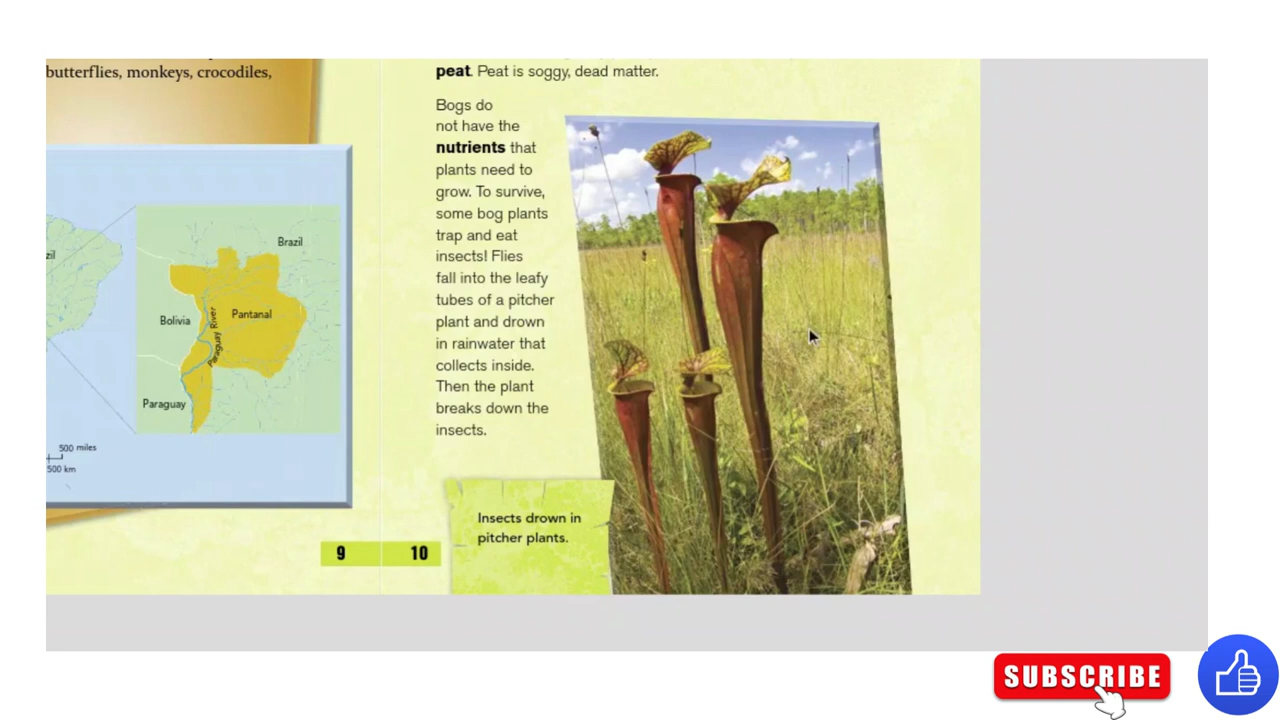 butterflies, monkeys, crocodiles,
zil
Brazil
Bolivia
Paraguay River
Pantanal
Paraguay
500 miles
500 km
9
peat. Peat is soggy, dead matter.
Bogs do
not have the
nutrients that
plants need to
grow. To survive,
some bog plants
trap and eat
insects! Flies
fall into the leafy
tubes of a pitcher
plant and drown
in rainwater that
collects inside.
Then the plant
breaks down the
insects.
Insects drown in
pitcher plants.
10
SUBSCRIBE